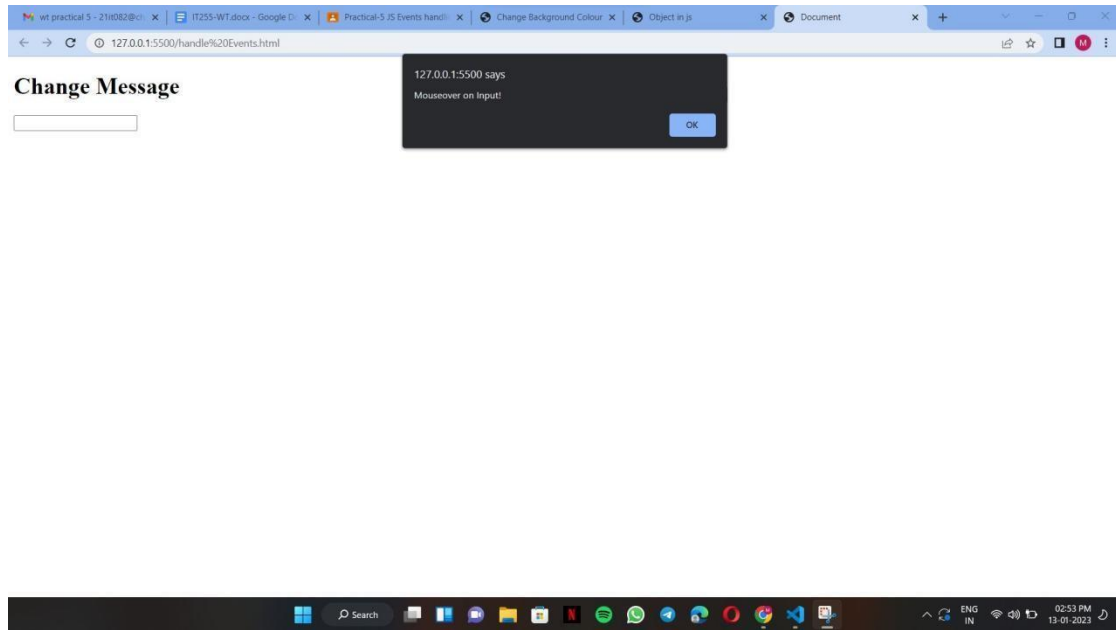 wt practical 5 - 21it082@c
IT255-WT.docx - Google D
Practical-5 JS Events handli
Change Background Colour
Object in js
Document
127.0.0.1:5500/handle%20Events.html
M
127.0.0.1:5500 says
Mouseover on Input!
OK
Change Message
Search
ENG
IN
02:53 PM
13-01-2023